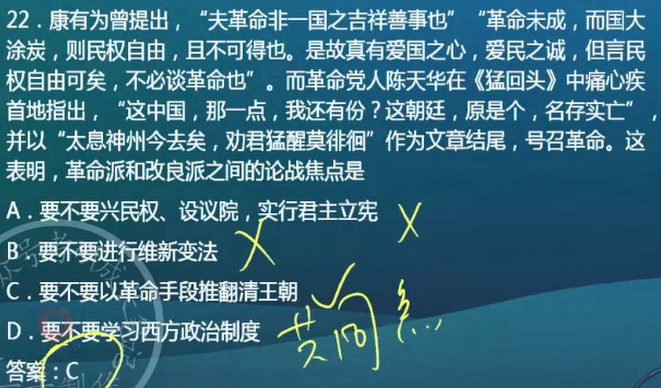 22．康有为曾提出，“夫革命非一国之吉祥善事也”“革命未成，而国大
涂炭，则民权自由，且不可得也。是故真有爱国之心，爱民之诚，但言民
权自由可矣，不必谈革命也”。而革命党人陈天华在《猛回头》中痛心疾
首地指出，“这中国，那一点，我还有份？这朝廷，原是个，名存实亡”，
并以“太息神州今去矣，劝君猛醒莫徘徊”作为文章结尾，号召革命。这
表明，革命派和改良派之间的论战焦点是
A．要不要兴民权、设议院，实行君主立宪
B．要不要进行维新变法
C．要不要以革命手段推翻清王朝
D．要不要学习西方政治制度
共同点
答案：C